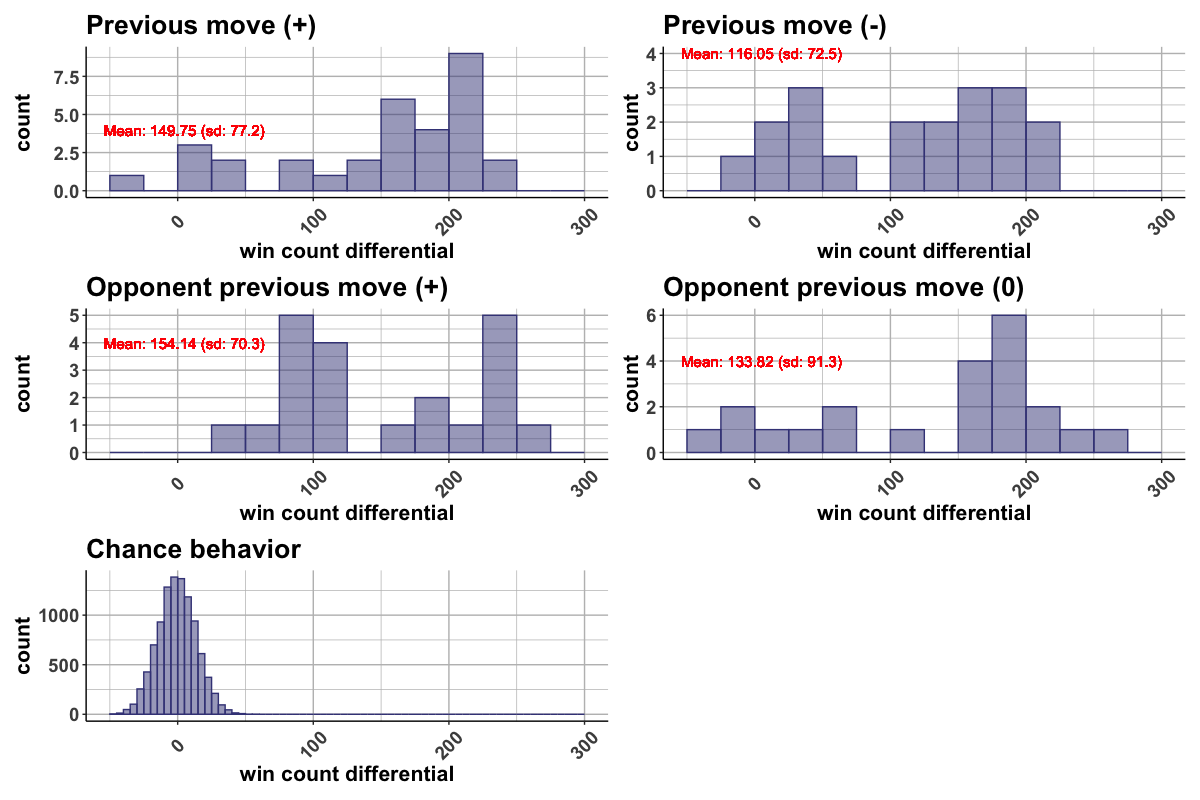 Previous move (+)
count
7.5
5.0
2.5
0.0
Mean: 149.75 (sd: 77.2)
0
100
200
300
win count differential
Previous move (-)
count
4
3
2
1
0
Mean: 116.05 (sd: 72.5)
0
100
200
300
win count differential
Opponent previous move (+)
count
5
4
3
2
1
0
Mean: 154.14 (sd: 70.3)
0
100
200
300
win count differential
Opponent previous move (0)
count
6
4
2
0
Mean: 133.82 (sd: 91.3)
0
100
200
300
win count differential
Chance behavior
count
1000
500
0
0
100
200
300
win count differential